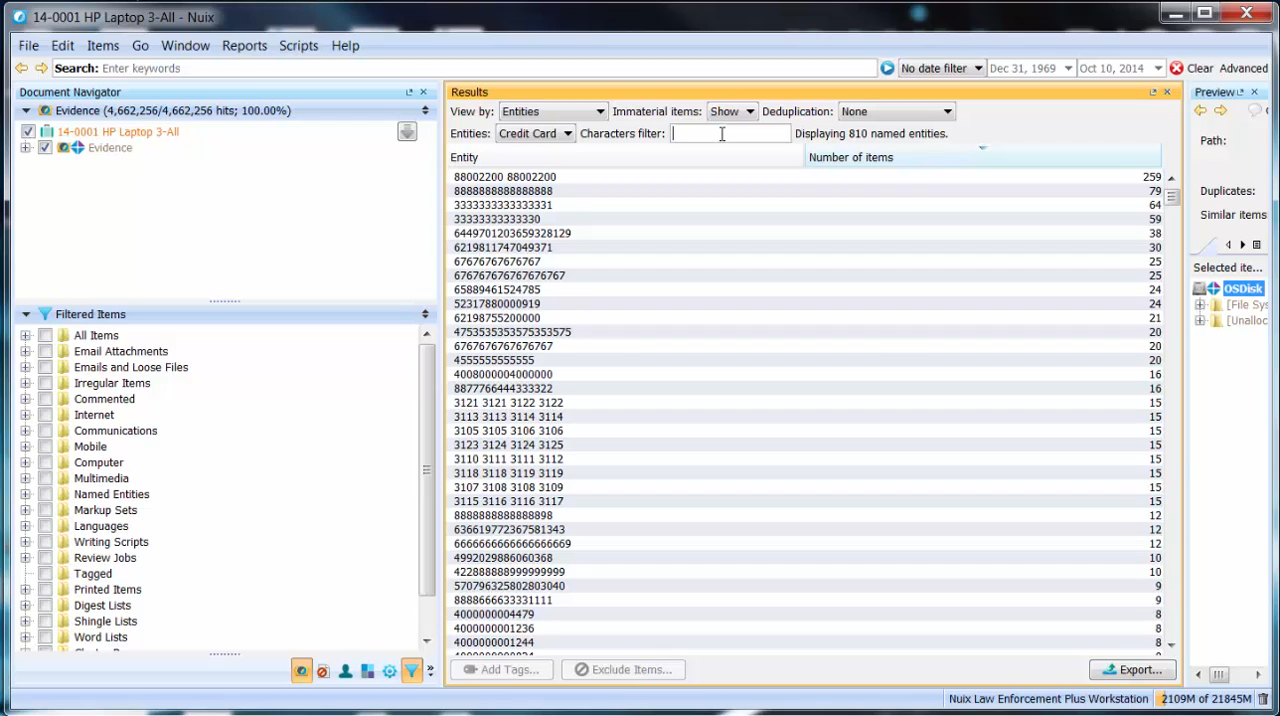 14-0001 HP Laptop 3-All - Nuix
File Edit Items Go Window Reports Scripts Help
Search: Enter keywords No date filter Dec 31, 1969 Oct 10, 2014 Clear Advanced
Document Navigator
Evidence (4,662,256/4,662,256 hits; 100.00%)
14-0001 HP Laptop 3-All
Evidence
Filtered Items
All Items
Email Attachments
Emails and Loose Files
Irregular Items
Commented
Internet
Communications
Mobile
Computer
Multimedia
Named Entities
Markup Sets
Languages
Writing Scripts
Review Jobs
Tagged
Printed Items
Digest Lists
Shingle Lists
Word Lists
Results
View by: Entities Immaterial items: Show Deduplication: None
Entities: Credit Card Characters filter: Displaying 810 named entities.
Entity Number of items
88002200 88002200 259
8888888888888888 79
3333333333333331 64
33333333333330 59
6449701203659328129 38
6219811747049371 30
67676767676767 25
676767676767676767 25
65889461524785 24
52317880000919 24
62198755200000 21
4753535353575353575 20
6767676767676767 20
4555555555555 20
4008000004000000 16
8877766444333322 16
3121 3121 3122 3122 15
3113 3113 3114 3114 15
3105 3105 3106 3106 15
3123 3124 3124 3125 15
3110 3111 3111 3112 15
3118 3118 3119 3119 15
3107 3108 3108 3109 15
3115 3116 3116 3117 15
8888888888888898 12
636619772367581343 12
6666666666666666669 12
4992029886060368 10
422888888999999999 10
570796325802803040 9
8888666633331111 9
4000000004479 8
4000000001236 8
4000000001244 8
Add Tags... Exclude Items... Export...
Preview
Path:
Duplicates:
Similar items
Selected ite...
OSDisk
[File Sys
[Unalloc
Nuix Law Enforcement Plus Workstation 2109M of 21845M